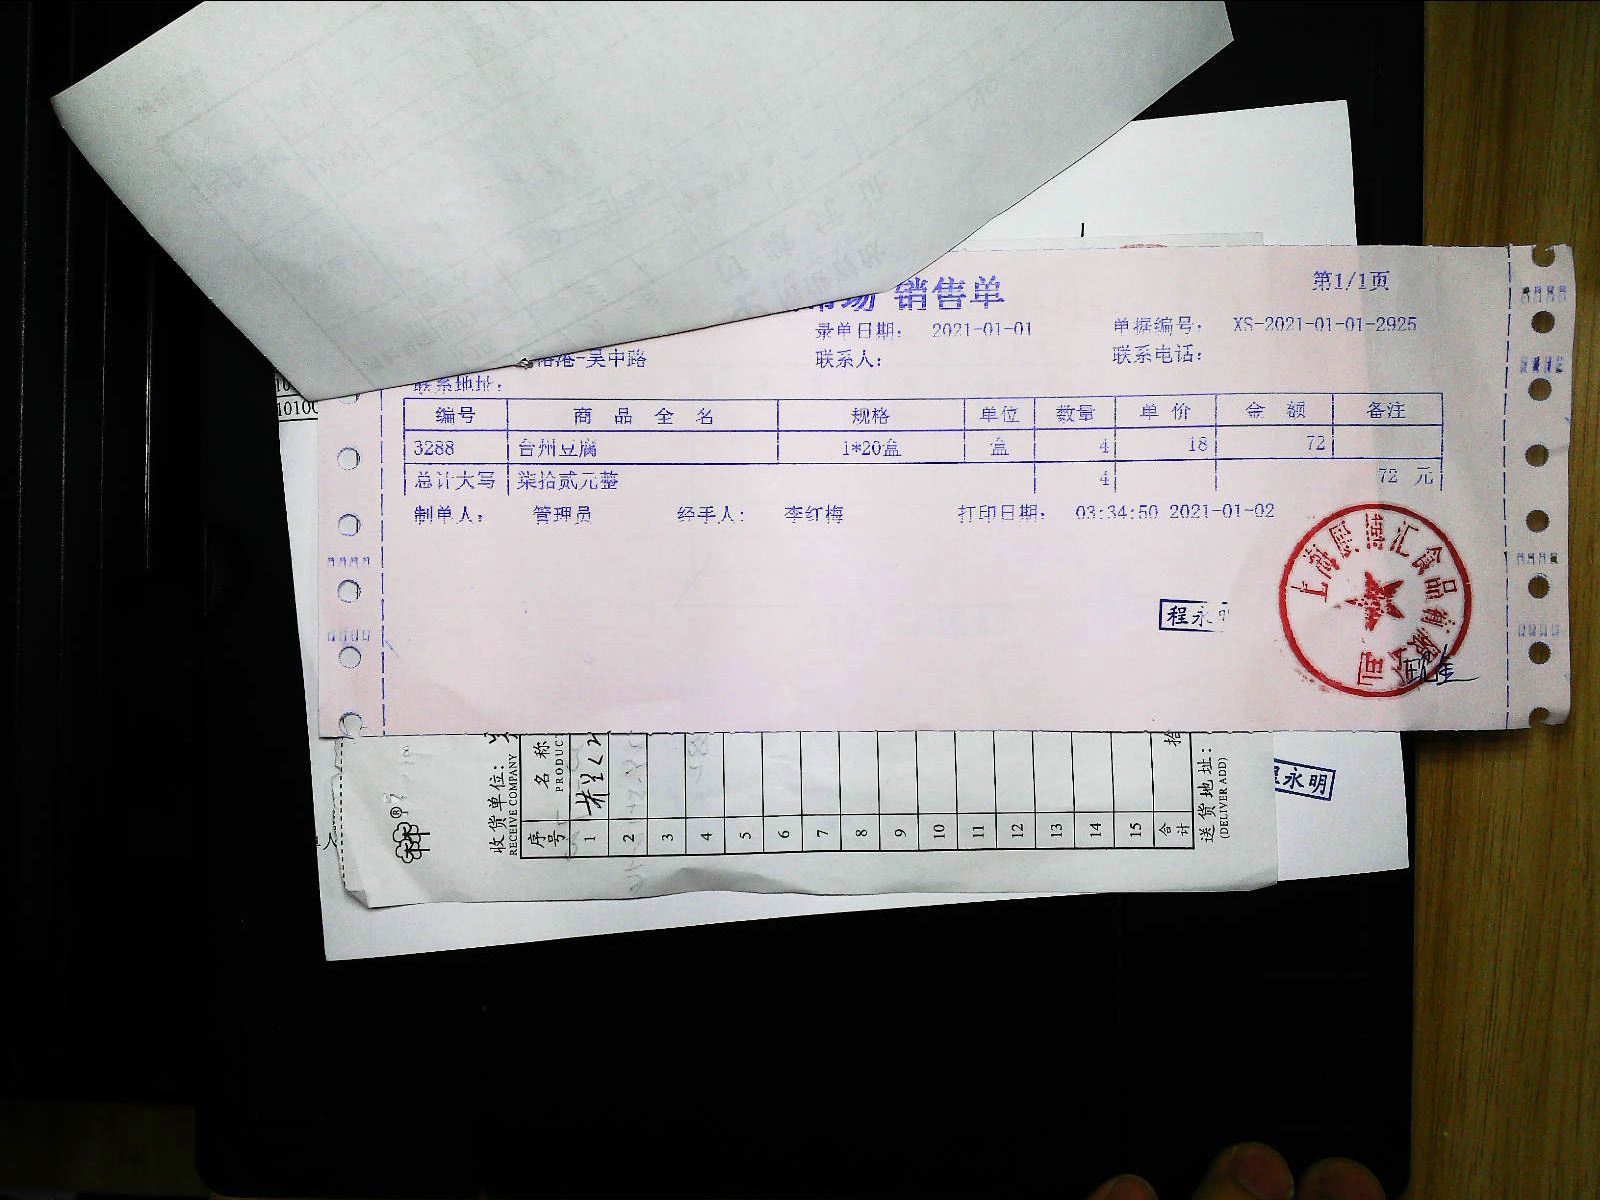 销售单
第1/1页
录单日期： 2021-01-01
单据编号： XS-2021-01-01-2925
-吴中路
联系人：
联系电话：
联系地址：
编号 商品全名 规格 单位 数量 单价 金额 备注
3288 台州豆腐 1*20盒 盒 4 18 72
总计大写 柒拾贰元整 4 72 元
制单人： 管理员 经手人： 李红梅 打印日期： 03:34:50 2021-01-02
程永
食品有限公司
程永明
收货单位：
RECEIVE COMPANY
序号 名称
PRODUCT
1
2
3
4
5
6
7
8
9
10
11
12
13
14
15
合计
拾
送货地址：
(DELIVER ADD)